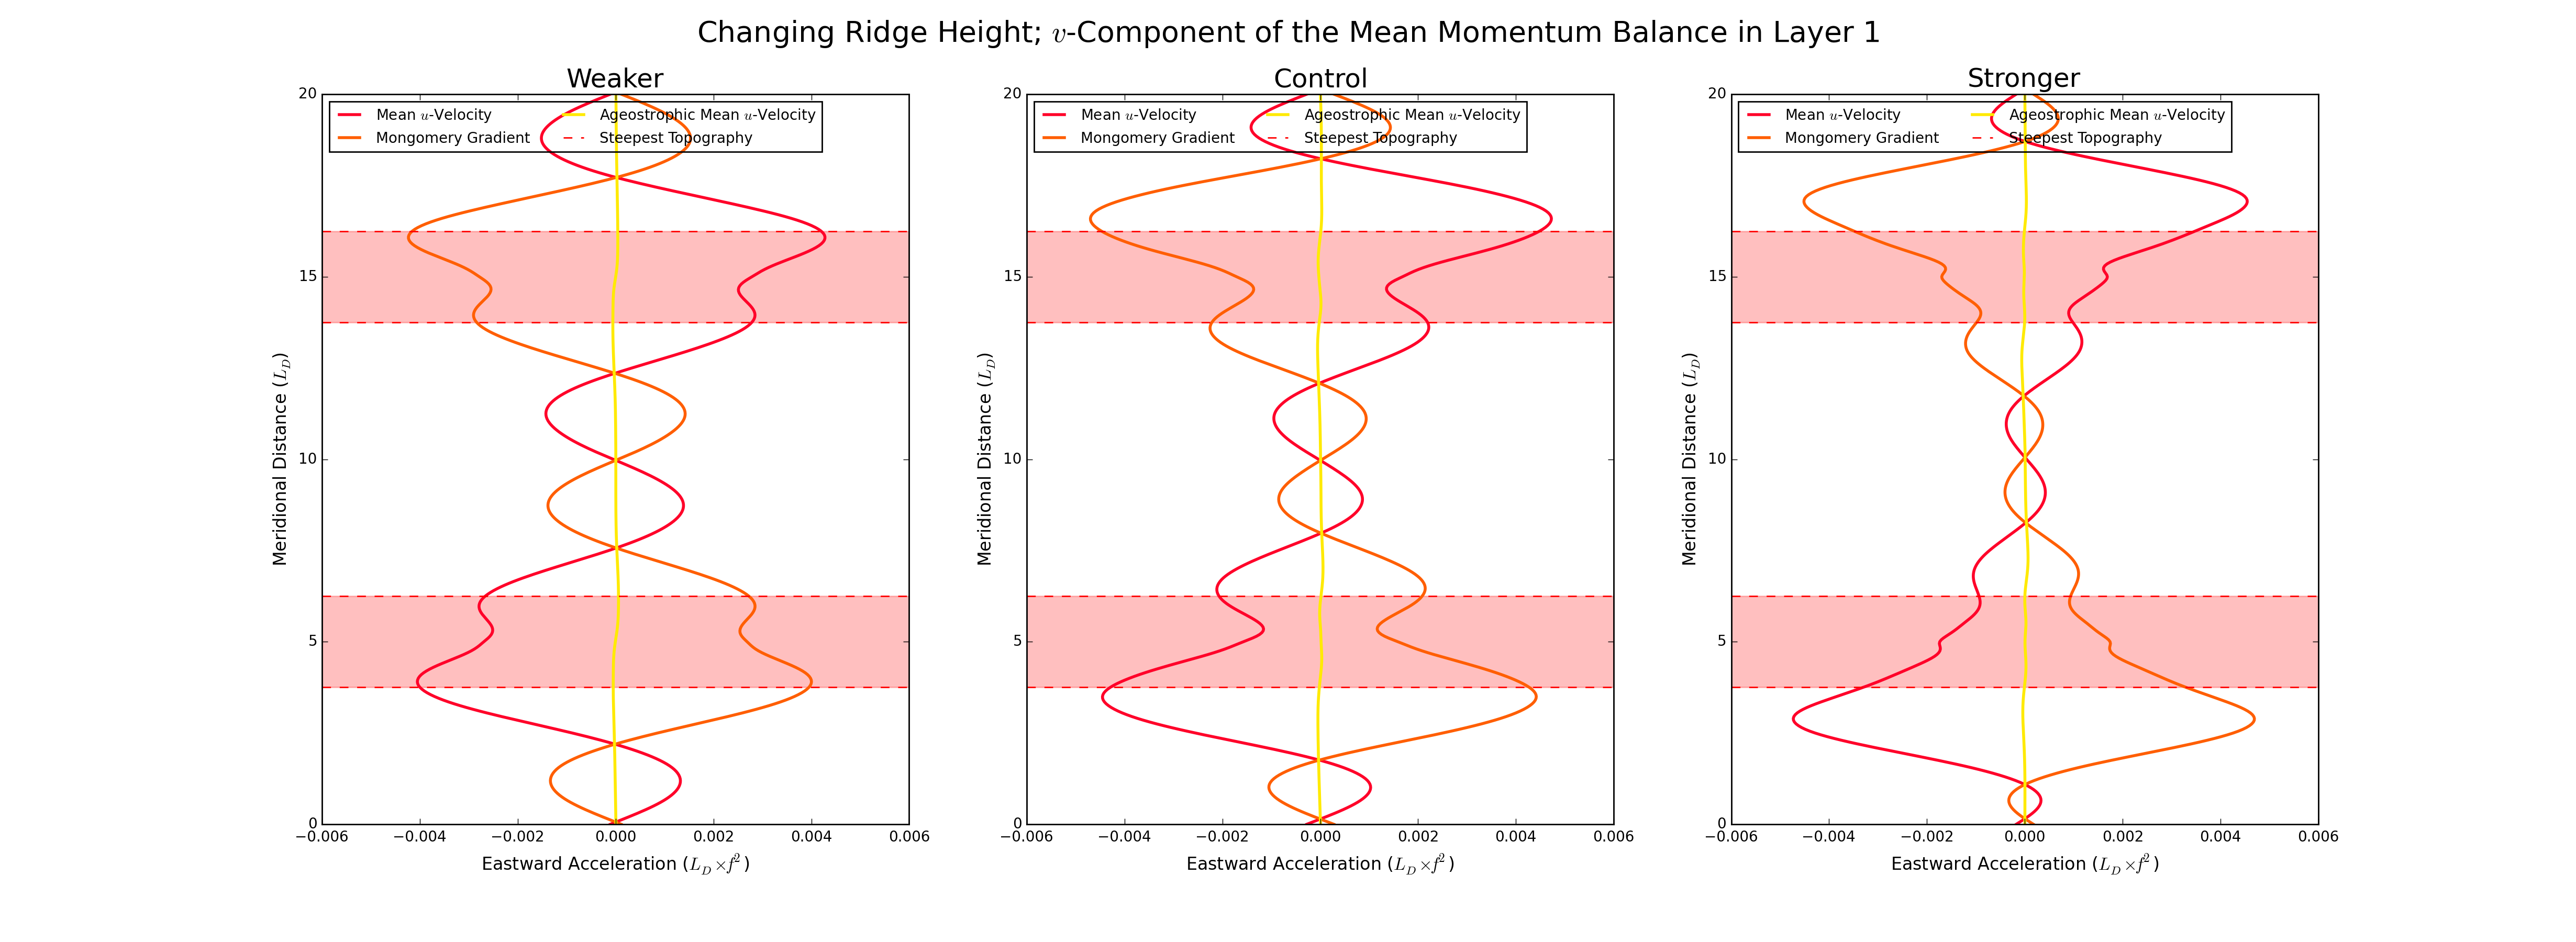 Changing Ridge Height; v-Component of the Mean Momentum Balance in Layer 1
Weaker
Mean u-Velocity
Mongomery Gradient
Ageostrophic Mean u-Velocity
Steepest Topography
20
15
10
5
0
Meridional Distance (L_D)
−0.006 −0.004 −0.002 0.000 0.002 0.004 0.006
Eastward Acceleration (L_D×f²)
Control
Mean u-Velocity
Mongomery Gradient
Ageostrophic Mean u-Velocity
Steepest Topography
20
15
10
5
0
Meridional Distance (L_D)
−0.006 −0.004 −0.002 0.000 0.002 0.004 0.006
Eastward Acceleration (L_D×f²)
Stronger
Mean u-Velocity
Mongomery Gradient
Ageostrophic Mean u-Velocity
Steepest Topography
20
15
10
5
0
Meridional Distance (L_D)
−0.006 −0.004 −0.002 0.000 0.002 0.004 0.006
Eastward Acceleration (L_D×f²)